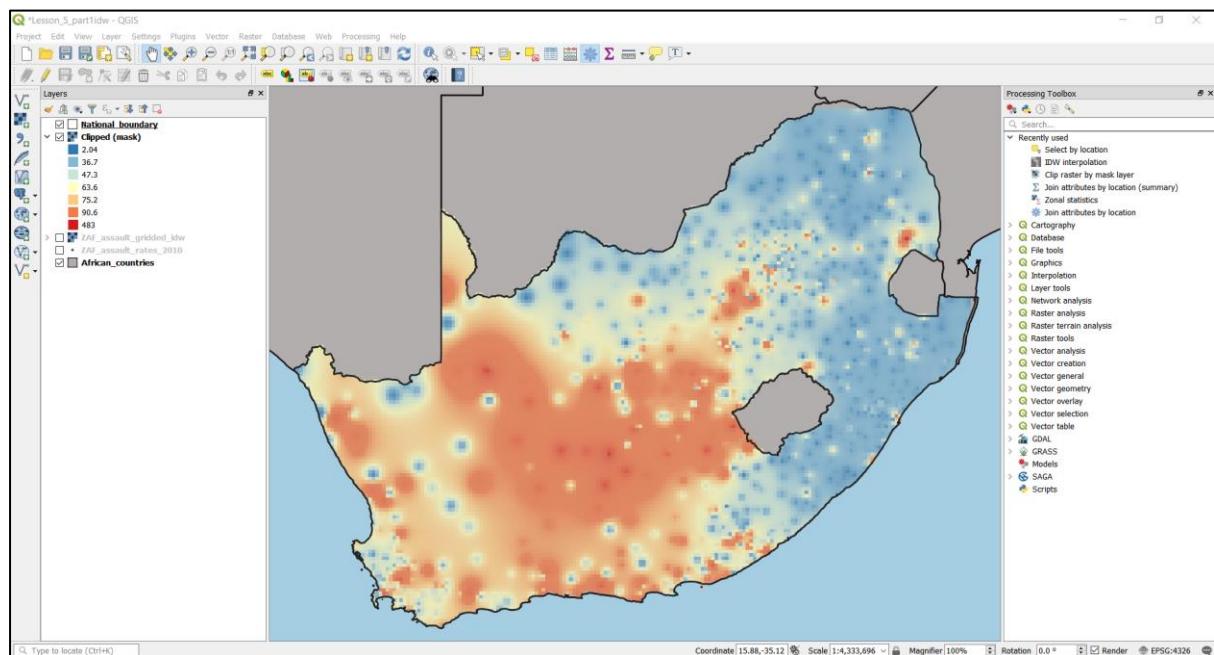 *Lesson_5_part1idw - QGIS
Project Edit View Layer Settings Plugins Vector Raster Database Web Processing Help
Layers
National_boundary
Clipped (mask)
2.04
36.7
47.3
63.6
75.2
90.6
483
ZAF_assault_gridded_idw
ZAF_assault_rates_2016
African_countries
Processing Toolbox
Search...
Recently used
Select by location
IDW interpolation
Clip raster by mask layer
Join attributes by location (summary)
Zonal statistics
Join attributes by location
Cartography
Database
File tools
Graphics
Interpolation
Layer tools
Network analysis
Raster analysis
Raster terrain analysis
Raster tools
Vector analysis
Vector creation
Vector general
Vector geometry
Vector overlay
Vector selection
Vector table
GDAL
GRASS
Models
SAGA
Scripts
Type to locate (Ctrl+K)
Coordinate 15.88,-35.12 Scale 1:4,333,696 Magnifier 100% Rotation 0.0 ° Render EPSG:4326